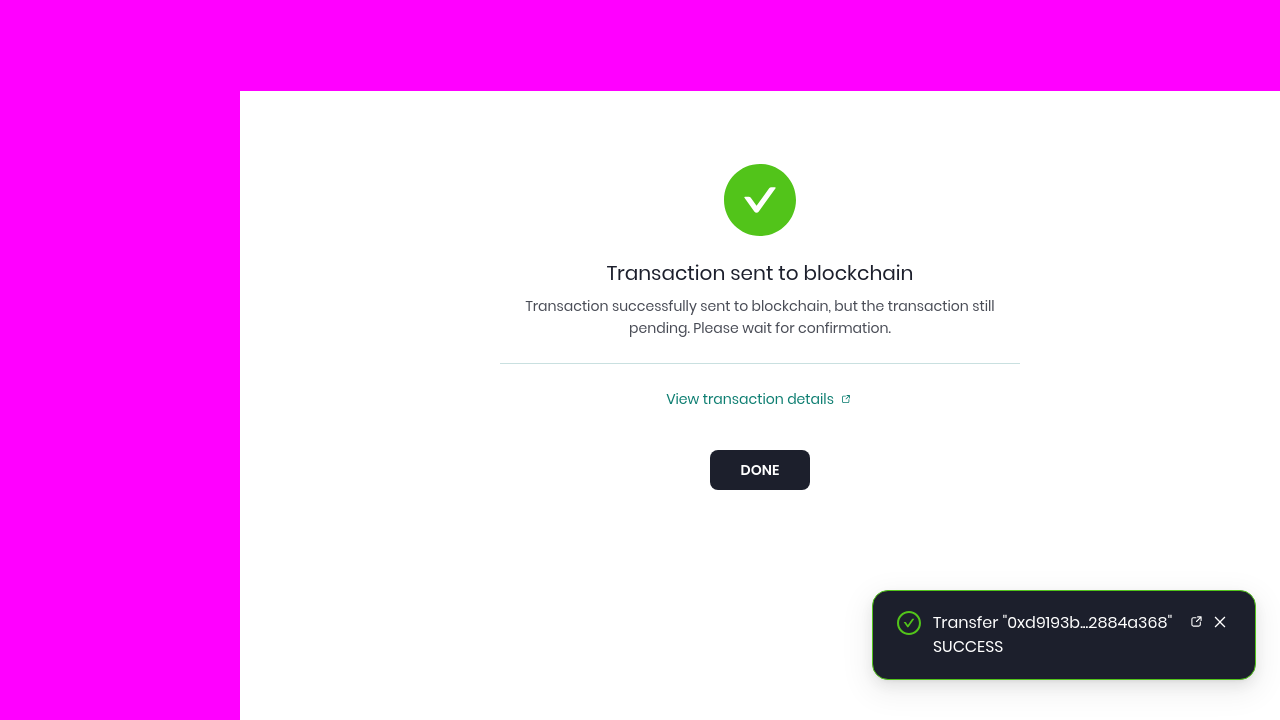 Transaction sent to blockchain
Transaction successfully sent to blockchain, but the transaction still
pending. Please wait for confirmation.
View transaction details
DONE
Transfer "0xd9193b...2884a368"
SUCCESS